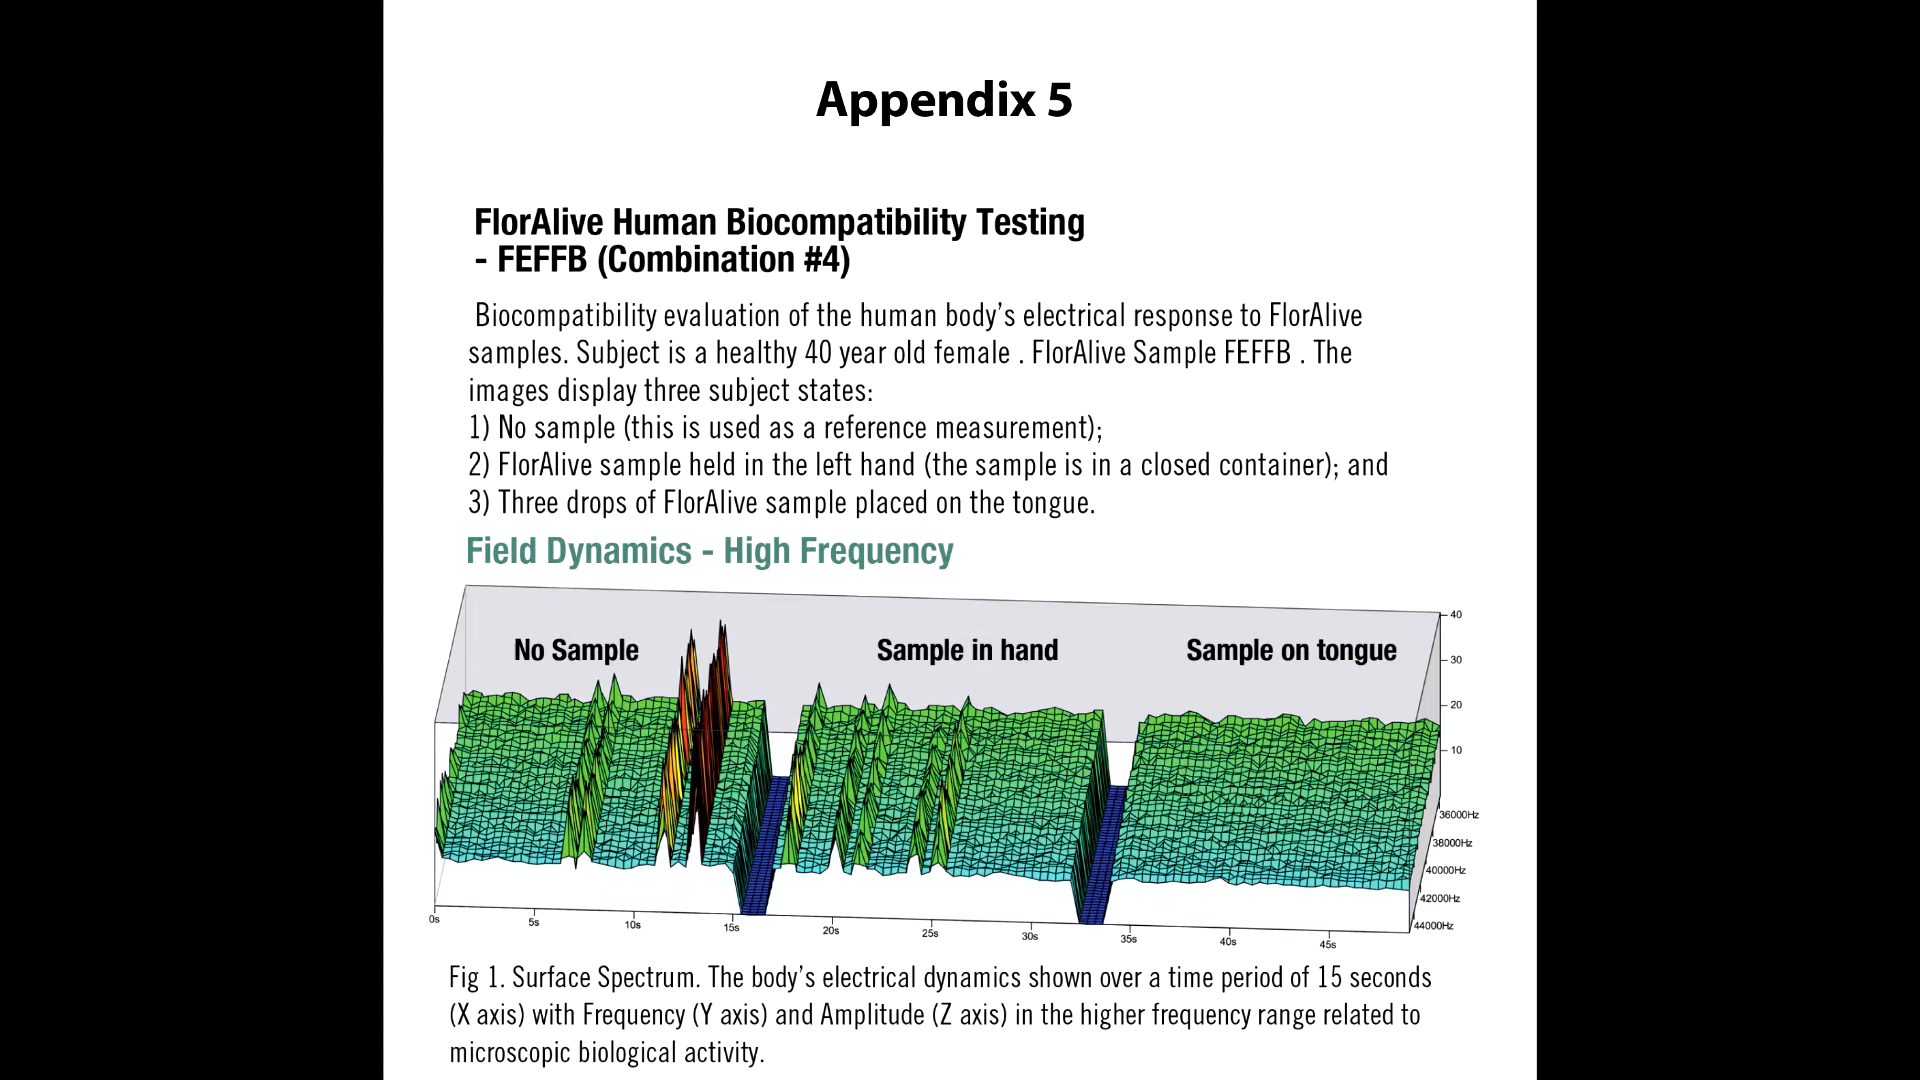 Appendix 5
FlorAlive Human Biocompatibility Testing
- FEFFB (Combination #4)
Biocompatibility evaluation of the human body's electrical response to FlorAlive
samples. Subject is a healthy 40 year old female . FlorAlive Sample FEFFB . The
images display three subject states:
1) No sample (this is used as a reference measurement);
2) FlorAlive sample held in the left hand (the sample is in a closed container); and
3) Three drops of FlorAlive sample placed on the tongue.
Field Dynamics - High Frequency
No Sample
Sample in hand
Sample on tongue
40
30
20
10
36000Hz
38000Hz
40000Hz
42000Hz
44000Hz
0s
5s
10s
15s
20s
25s
30s
35s
40s
45s
Fig 1. Surface Spectrum. The body's electrical dynamics shown over a time period of 15 seconds
(X axis) with Frequency (Y axis) and Amplitude (Z axis) in the higher frequency range related to
microscopic biological activity.